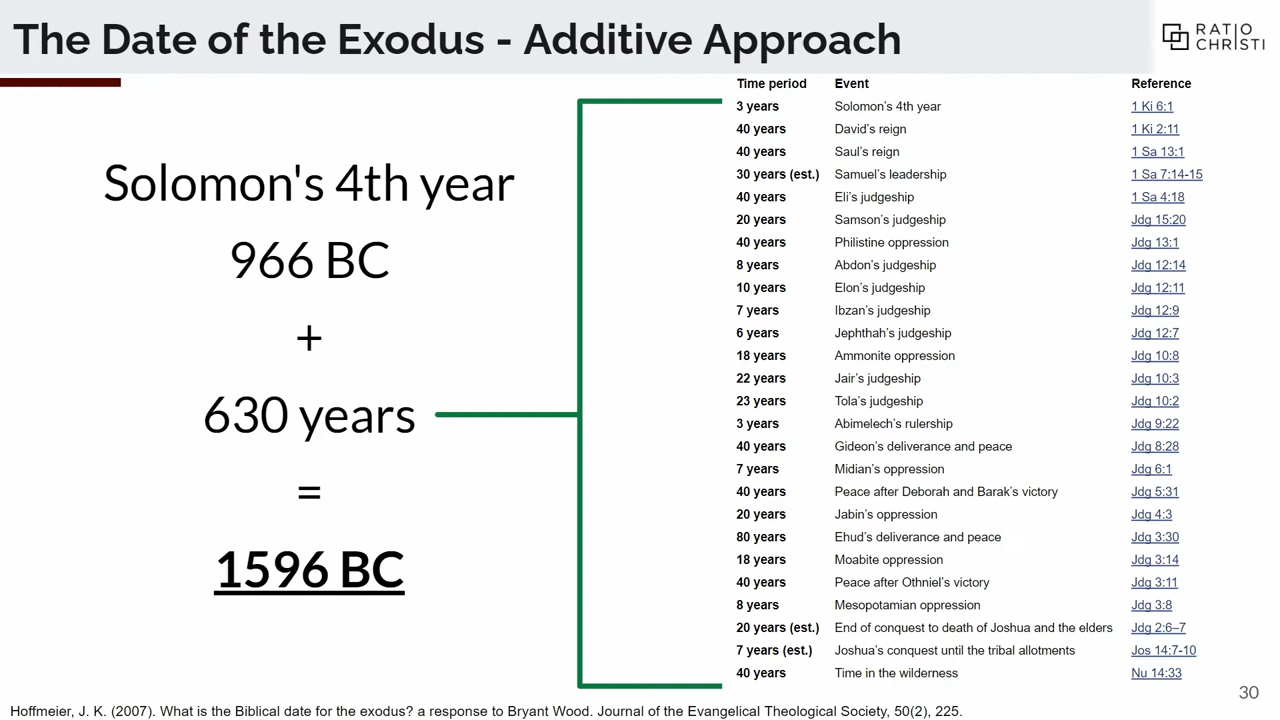 The Date of the Exodus - Additive Approach
RATIO
CHRISTI
Solomon's 4th year
966 BC
+
630 years
=
1596 BC
Time period Event Reference
3 years Solomon's 4th year 1 Ki 6:1
40 years David's reign 1 Ki 2:11
40 years Saul's reign 1 Sa 13:1
30 years (est.) Samuel's leadership 1 Sa 7:14-15
40 years Eli's judgeship 1 Sa 4:18
20 years Samson's judgeship Jdg 15:20
40 years Philistine oppression Jdg 13:1
8 years Abdon's judgeship Jdg 12:14
10 years Elon's judgeship Jdg 12:11
7 years Ibzan's judgeship Jdg 12:9
6 years Jephthah's judgeship Jdg 12:7
18 years Ammonite oppression Jdg 10:8
22 years Jair's judgeship Jdg 10:3
23 years Tola's judgeship Jdg 10:2
3 years Abimelech's rulership Jdg 9:22
40 years Gideon's deliverance and peace Jdg 8:28
7 years Midian's oppression Jdg 6:1
40 years Peace after Deborah and Barak's victory Jdg 5:31
20 years Jabin's oppression Jdg 4:3
80 years Ehud's deliverance and peace Jdg 3:30
18 years Moabite oppression Jdg 3:14
40 years Peace after Othniel's victory Jdg 3:11
8 years Mesopotamian oppression Jdg 3:8
20 years (est.) End of conquest to death of Joshua and the elders Jdg 2:6–7
7 years (est.) Joshua's conquest until the tribal allotments Jos 14:7-10
40 years Time in the wilderness Nu 14:33
30
Hoffmeier, J. K. (2007). What is the Biblical date for the exodus? a response to Bryant Wood. Journal of the Evangelical Theological Society, 50(2), 225.